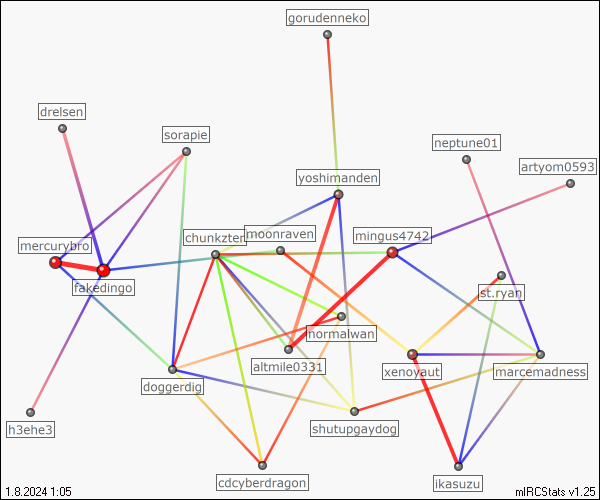 gorudenneko
drelsen
sorapie
neptune01
artyom0593
yoshimanden
mercurybro
chunkzter
moonraven
mingus4742
fakedingo
st.ryan
normalwan
altmile0331
doggerdig
xenoyaut
marcemadness
h3ehe3
shutupgaydog
cdcyberdragon
ikasuzu
1.8.2024 1:05
mIRCStats v1.25